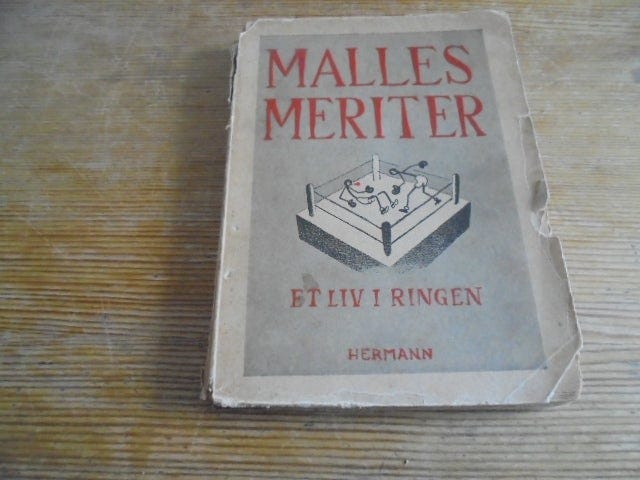 MALLES
MERITER
ET LIV I RINGEN
HERMANN